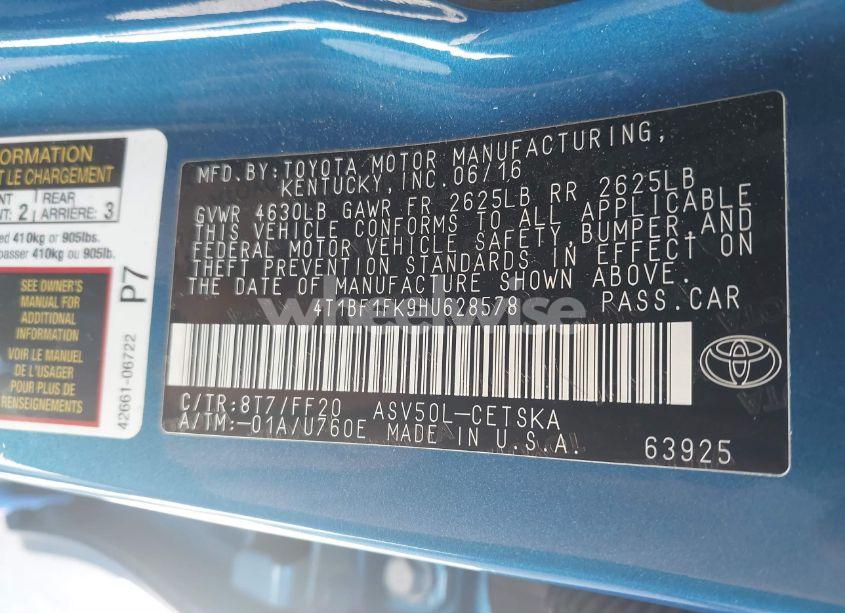 ORMATION
T LE CHARGEMENT
NT
NT: 2
REAR
ARRIÈRE: 3
ed 410kg or 905lbs.
passer 410kg ou 905lb.
SEE OWNER'S
MANUAL FOR
ADDITIONAL
INFORMATION
VOIR LE MANUEL
DE L'USAGER
POUR PLUS DE
RENSEIGNEMENTS
P7
42661-06722
MFD.BY:TOYOTA MOTOR MANUFACTURING,
KENTUCKY,INC.06/16
GVWR 4630LB GAWR FR 2625LB RR 2625LB
THIS VEHICLE CONFORMS TO ALL APPLICABLE
FEDERAL MOTOR VEHICLE SAFETY,BUMPER,AND
THEFT PREVENTION STANDARDS IN EFFECT ON
THE DATE OF MANUFACTURE SHOWN ABOVE.
4T1BF1FK9HU628578 PASS.CAR
wheelwise
C/TR:8T7/FF20 ASV50L-CETSKA
A/TM:-01A/U760E MADE IN U.S.A.
63925